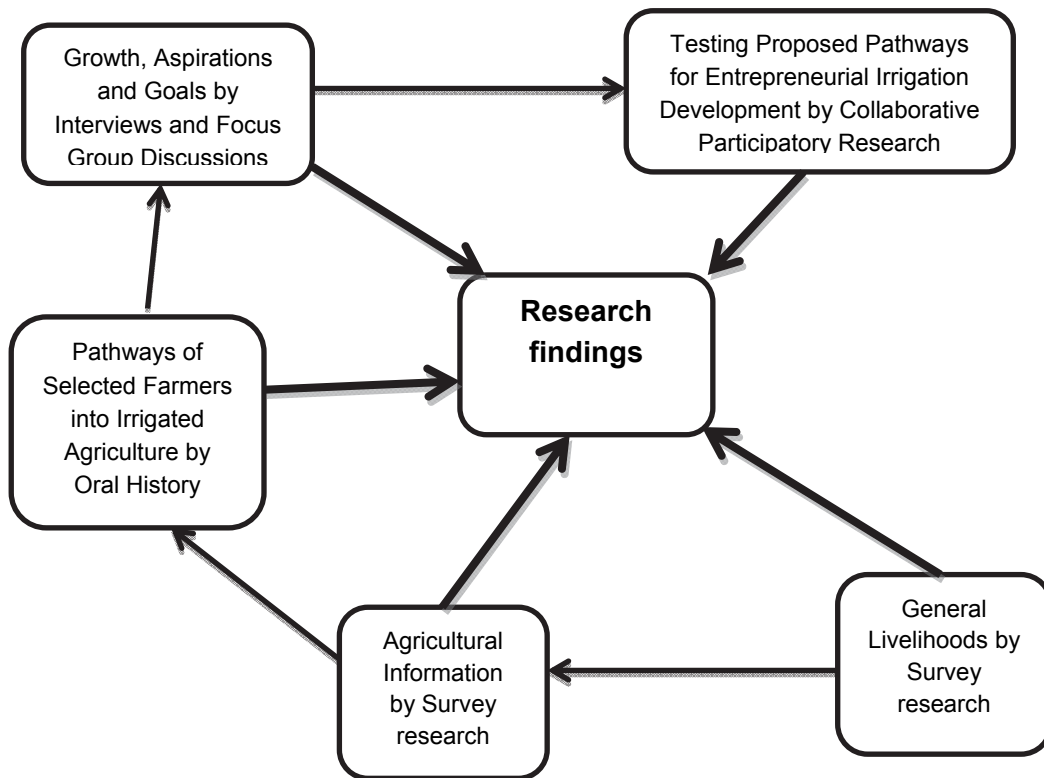 Growth, Aspirations
and Goals by
Interviews and Focus
Group Discussions
Testing Proposed Pathways
for Entrepreneurial Irrigation
Development by Collaborative
Participatory Research
Research
findings
Pathways of
Selected Farmers
into Irrigated
Agriculture by
Oral History
Agricultural
Information
by Survey
research
General
Livelihoods by
Survey
research